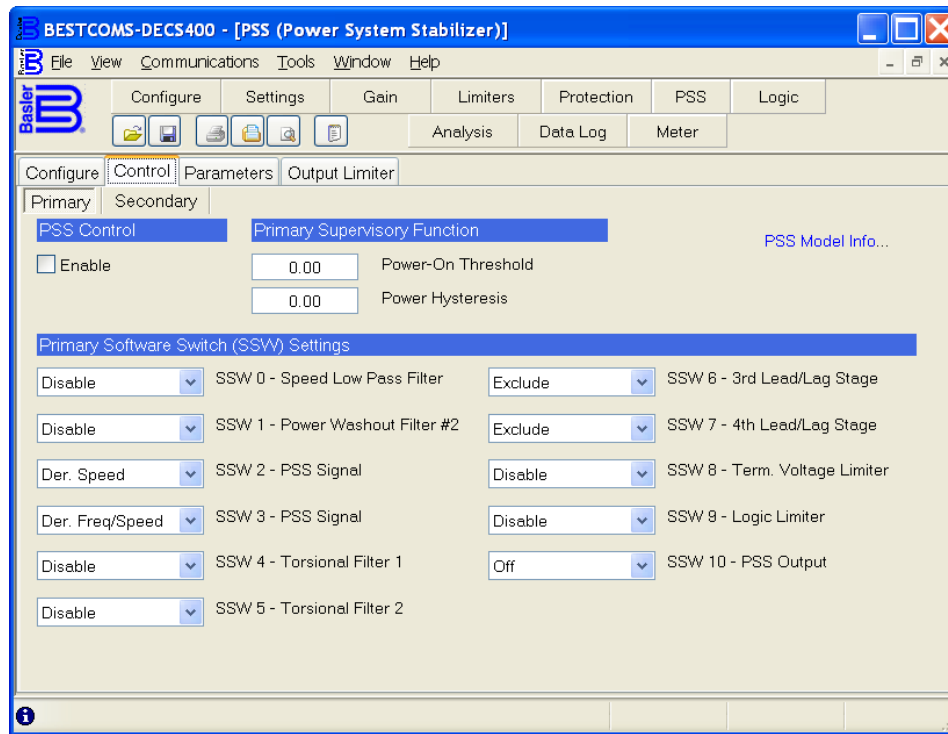 BESTCOMS-DECS400 - [PSS (Power System Stabilizer)]
File View Communications Tools Window Help
Basler
Configure Settings Gain Limiters Protection PSS Logic
Analysis Data Log Meter
Configure Control Parameters Output Limiter
Primary Secondary
PSS Control
Primary Supervisory Function
PSS Model Info...
Enable
0.00 Power-On Threshold
0.00 Power Hysteresis
Primary Software Switch (SSW) Settings
Disable SSW 0 - Speed Low Pass Filter
Exclude SSW 6 - 3rd Lead/Lag Stage
Disable SSW 1 - Power Washout Filter #2
Exclude SSW 7 - 4th Lead/Lag Stage
Der. Speed SSW 2 - PSS Signal
Disable SSW 8 - Term. Voltage Limiter
Der. Freq/Speed SSW 3 - PSS Signal
Disable SSW 9 - Logic Limiter
Disable SSW 4 - Torsional Filter 1
Off SSW 10 - PSS Output
Disable SSW 5 - Torsional Filter 2